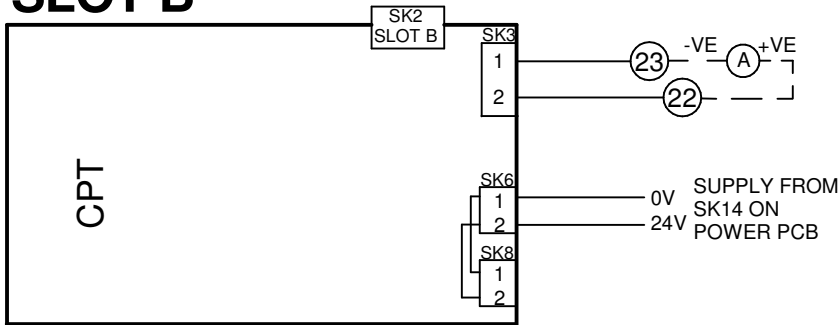 SLOT B
SK2
SLOT B
SK3
1
2
23
-VE
A
+VE
22
CPT
SK6
1
2
0V
24V
SUPPLY FROM
SK14 ON
POWER PCB
SK8
1
2